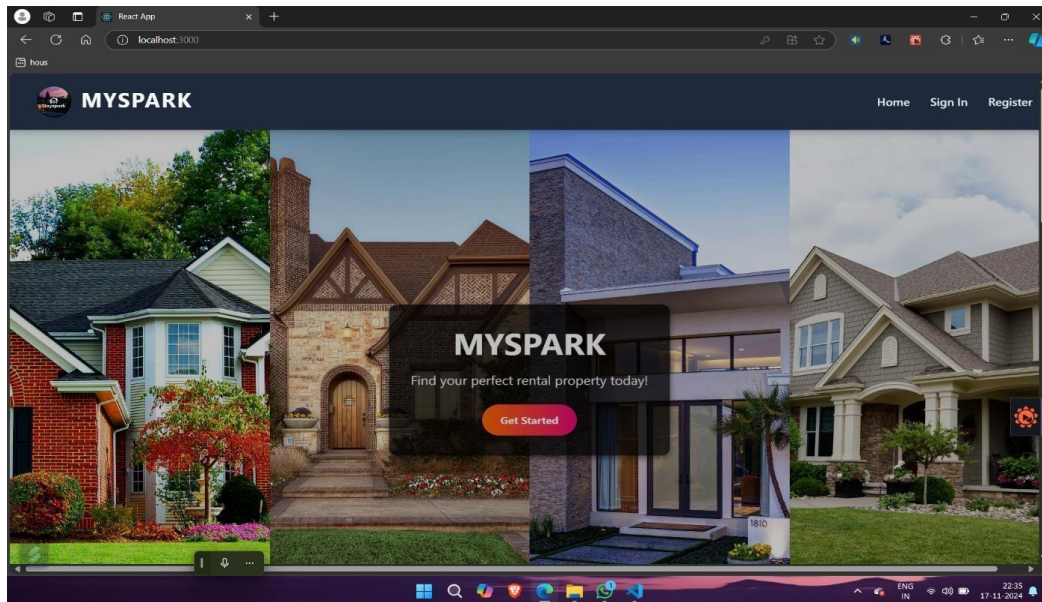 React App
localhost:3000
hous
Stayspark
MYSPARK
Home Sign In Register
MYSPARK
Find your perfect rental property today!
Get Started
1810
ENG
IN
22:35
17-11-2024